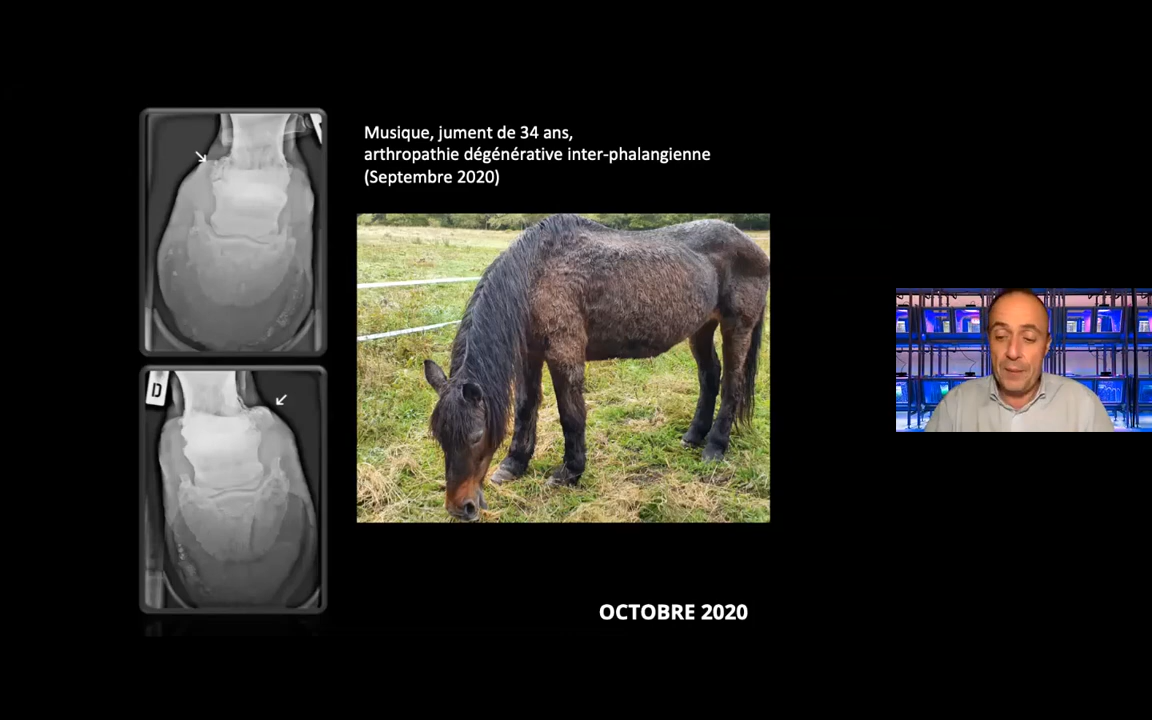 Musique, jument de 34 ans,
arthropathie dégénérative inter-phalangienne
(Septembre 2020)
D
OCTOBRE 2020